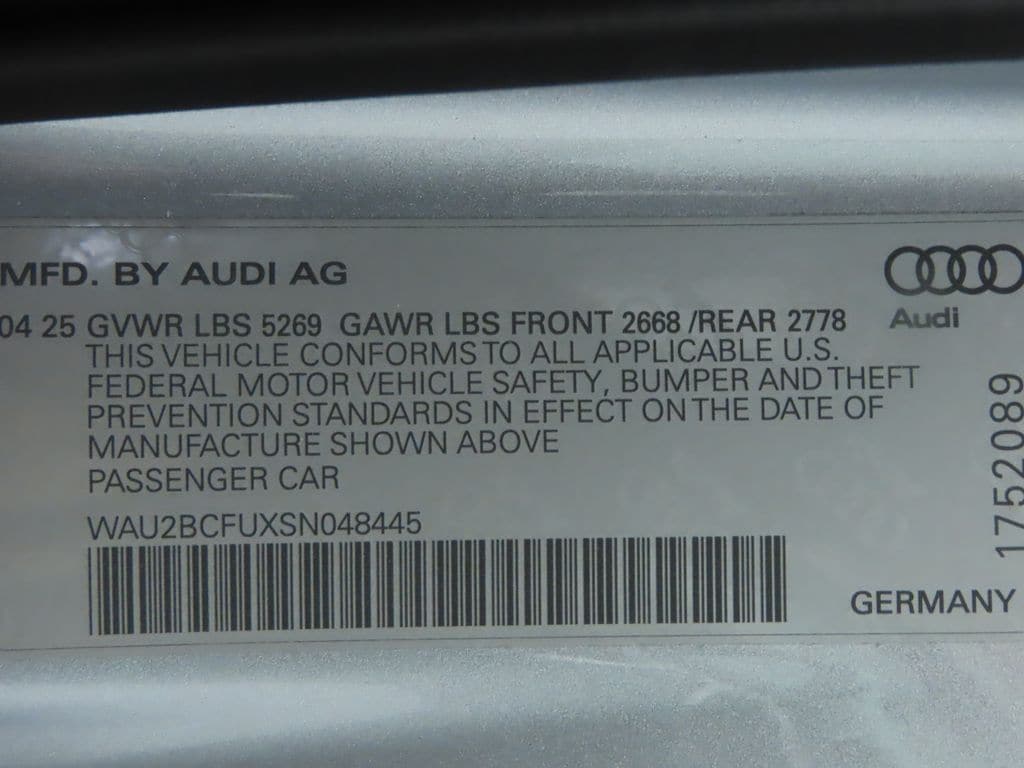 MFD. BY AUDI AG
Audi
04 25 GVWR LBS 5269 GAWR LBS FRONT 2668 /REAR 2778
THIS VEHICLE CONFORMS TO ALL APPLICABLE U.S.
FEDERAL MOTOR VEHICLE SAFETY, BUMPER AND THEFT
PREVENTION STANDARDS IN EFFECT ON THE DATE OF
MANUFACTURE SHOWN ABOVE
PASSENGER CAR
WAU2BCFUXSN048445
GERMANY
1752089